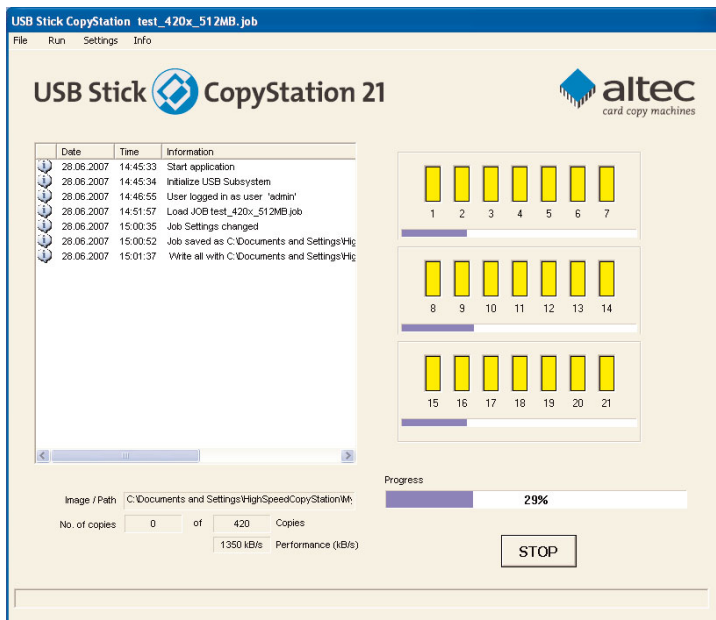 USB Stick CopyStation test_420x_512MB.job
File Run Settings Info
USB Stick CopyStation 21
altec
card copy machines
Date Time Information
28.06.2007 14:45:33 Start application
28.06.2007 14:45:34 Initialize USB Subsystem
28.06.2007 14:46:55 User logged in as user 'admin'
28.06.2007 14:51:57 Load JOB test_420x_512MB.job
28.06.2007 15:00:35 Job Settings changed
28.06.2007 15:00:52 Job saved as C:\Documents and Settings\Hig
28.06.2007 15:01:37 Write all with C:\Documents and Settings\Hig
1 2 3 4 5 6 7
8 9 10 11 12 13 14
15 16 17 18 19 20 21
Image / Path C:\Documents and Settings\HighSpeedCopyStation\My
No. of copies 0 of 420 Copies
1350 kB/s Performance (kB/s)
Progress
29%
STOP